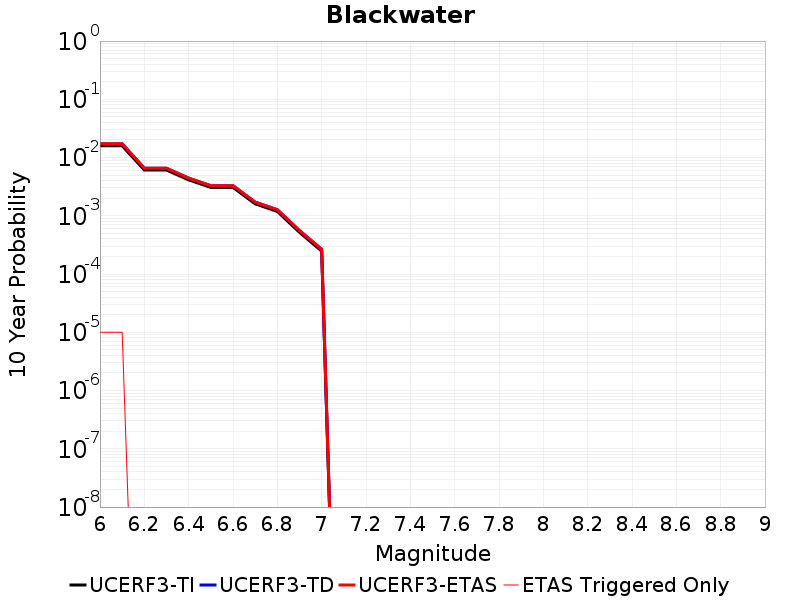 Blackwater
10 Year Probability
10^0
10^-1
10^-2
10^-3
10^-4
10^-5
10^-6
10^-7
10^-8
6 6.2 6.4 6.6 6.8 7 7.2 7.4 7.6 7.8 8 8.2 8.4 8.6 8.8 9
Magnitude
UCERF3-TI UCERF3-TD UCERF3-ETAS ETAS Triggered Only